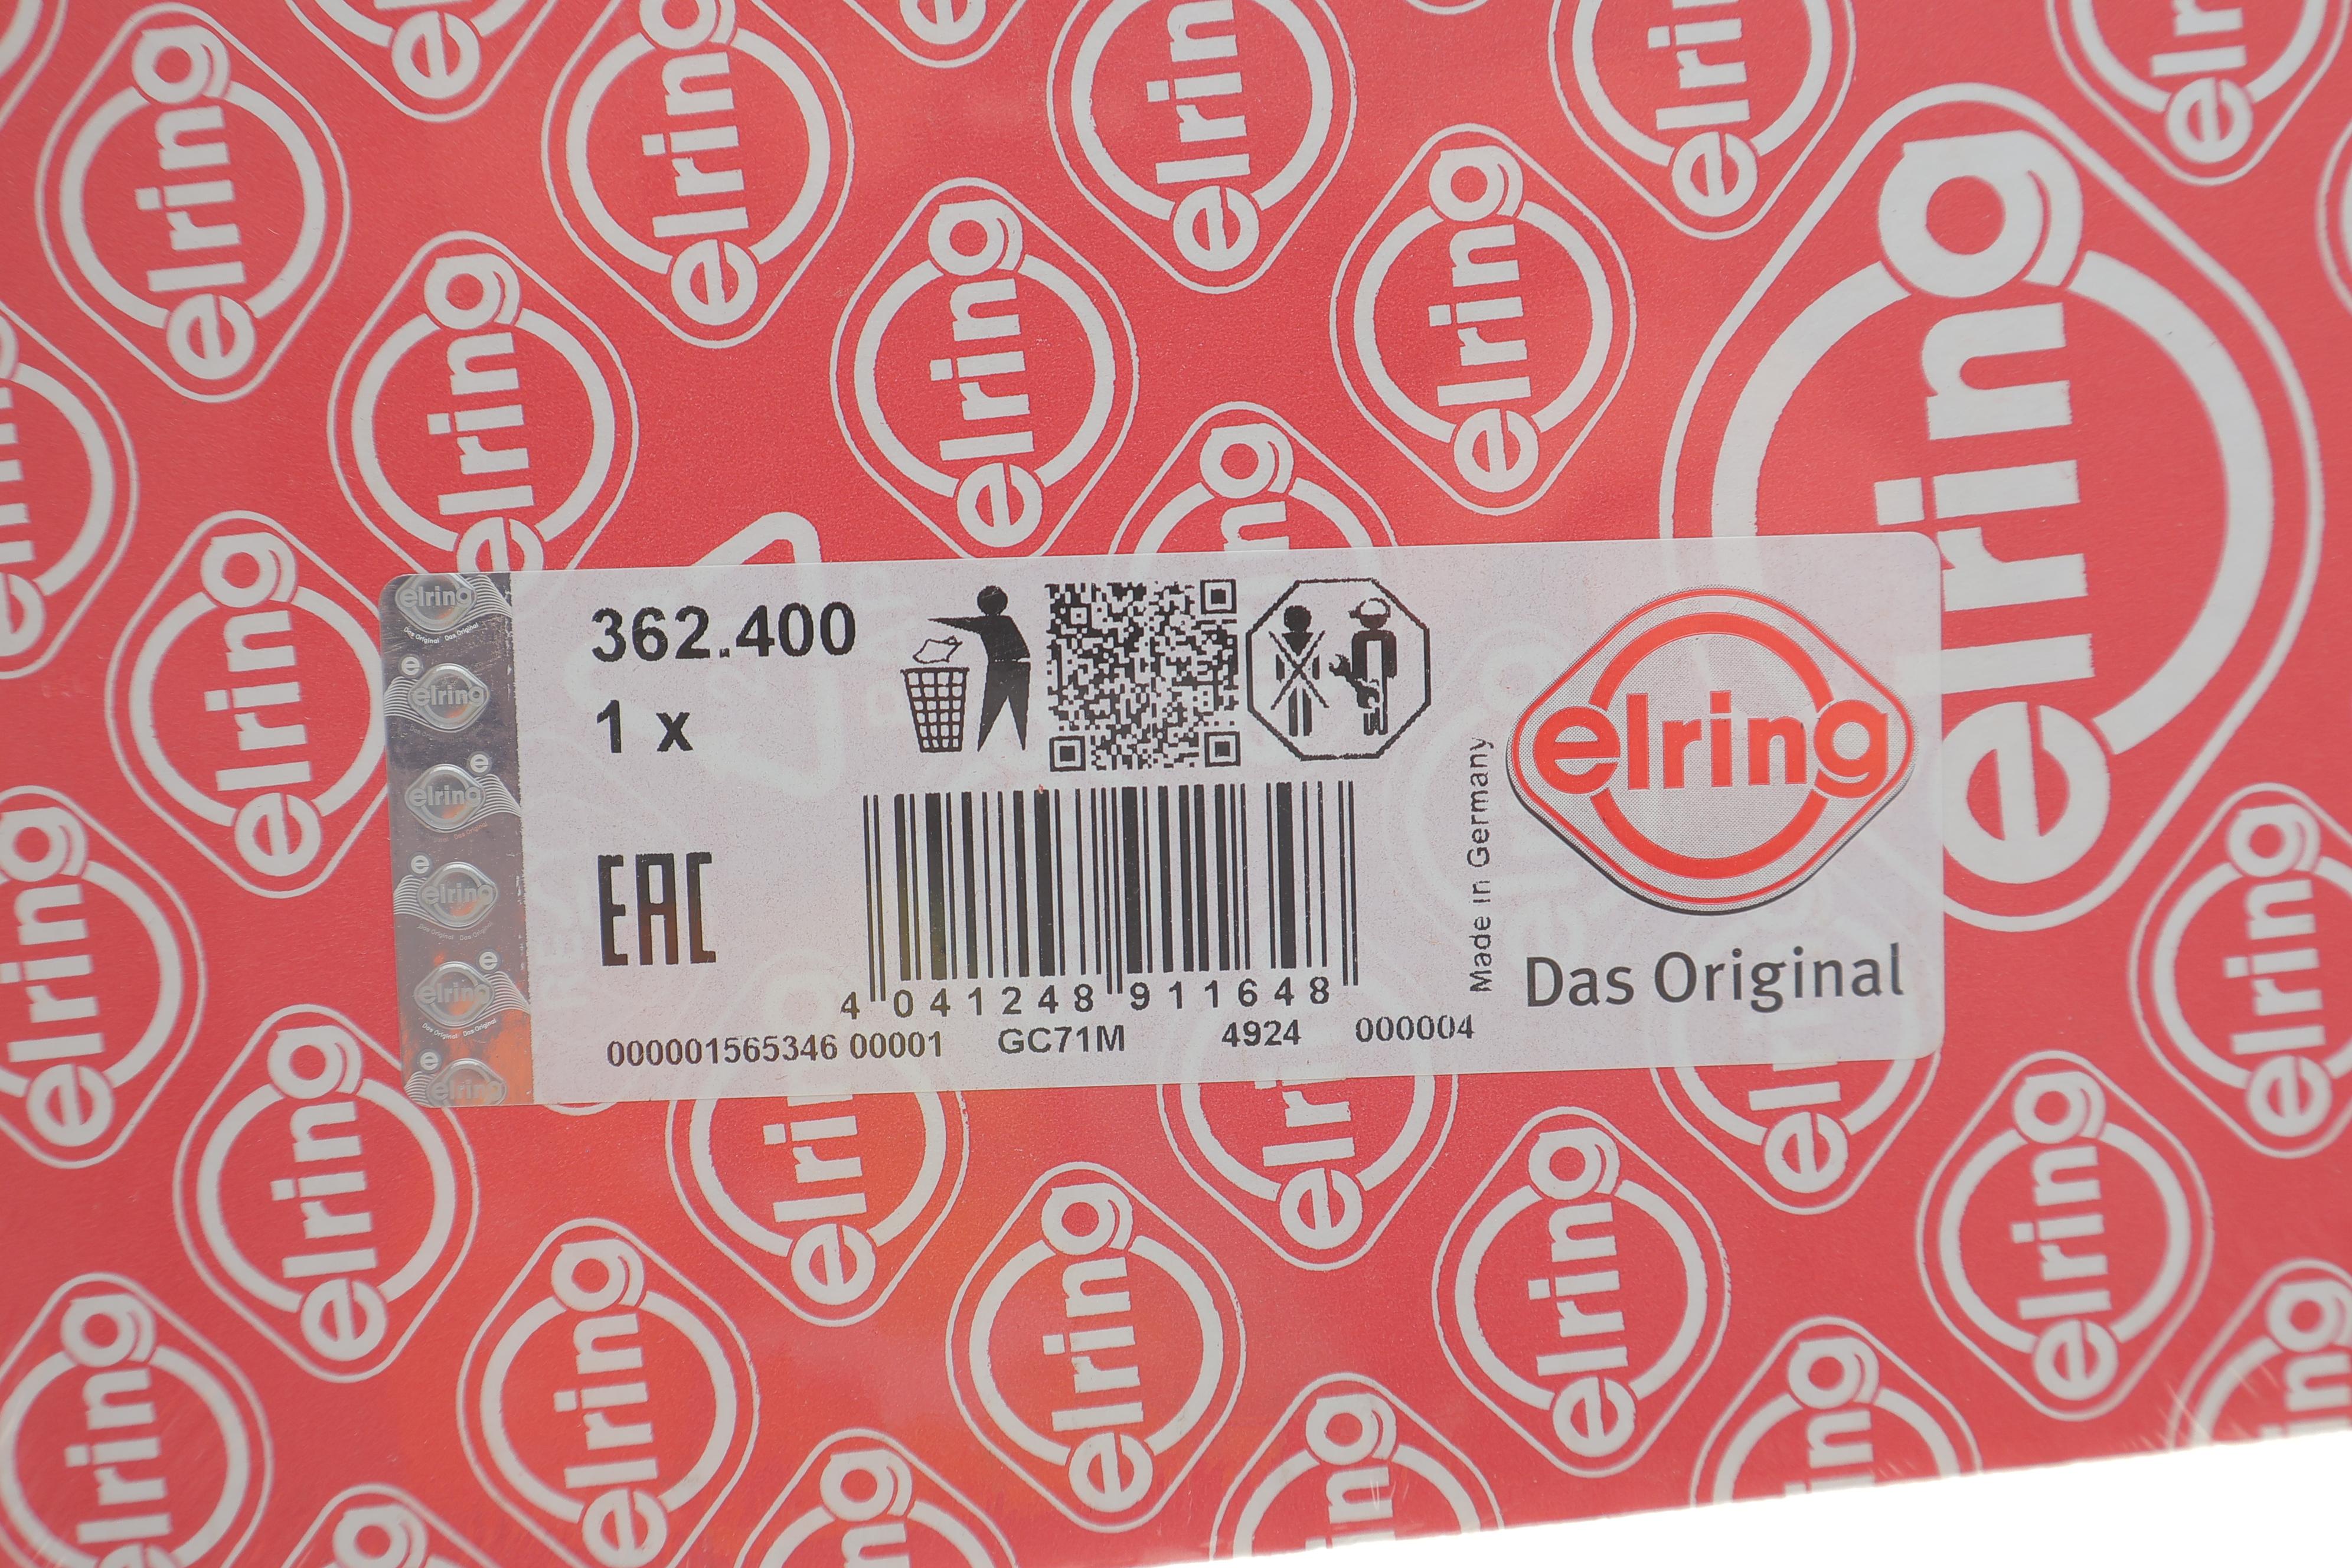 362.400
1 x
EAC
4 041248 911648
000001565346 00001 GC71M 4924 000004
Made in Germany
elring
Das Original